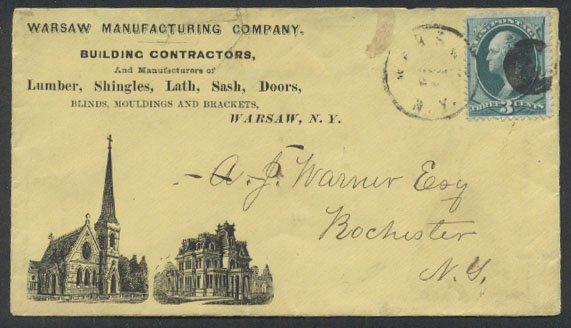 WARSAW MANUFACTURING COMPANY,
BUILDING CONTRACTORS,
And Manufacturers of
Lumber, Shingles, Lath, Sash, Doors,
BLINDS, MOULDINGS AND BRACKETS,
WARSAW, N. Y.
N. Y.
THREE 3 CENTS
A. J. Warner Esq
Rochester
N. Y.